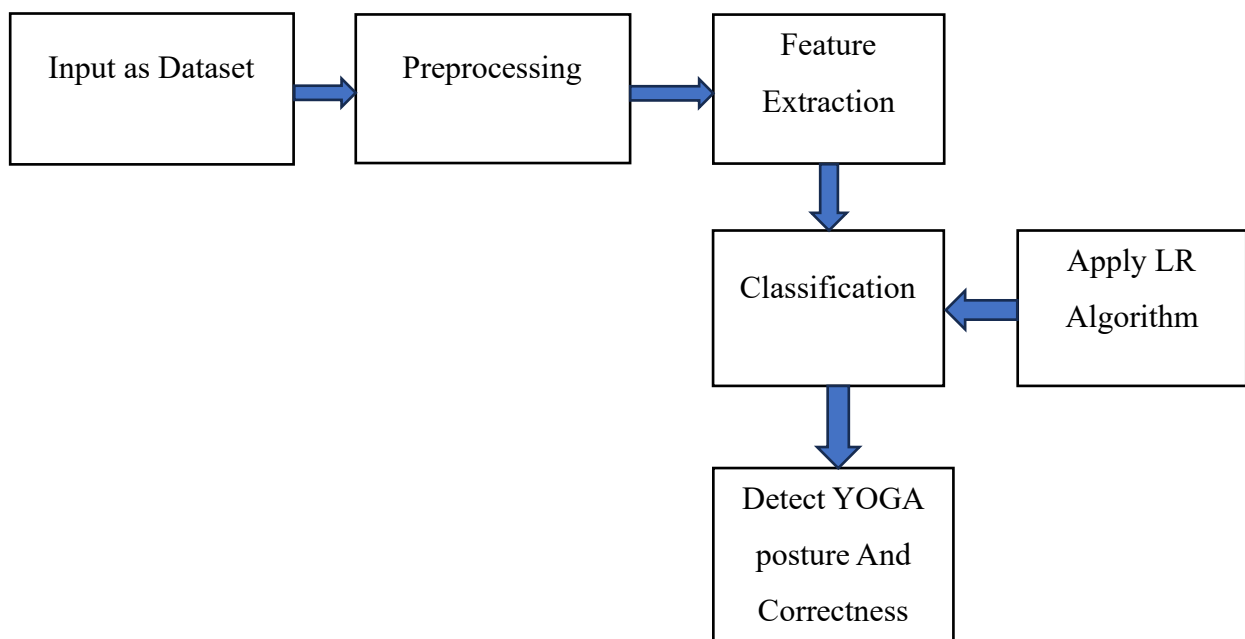 Input as Dataset
Preprocessing
Feature
Extraction
Classification
Apply LR
Algorithm
Detect YOGA
posture And
Correctness